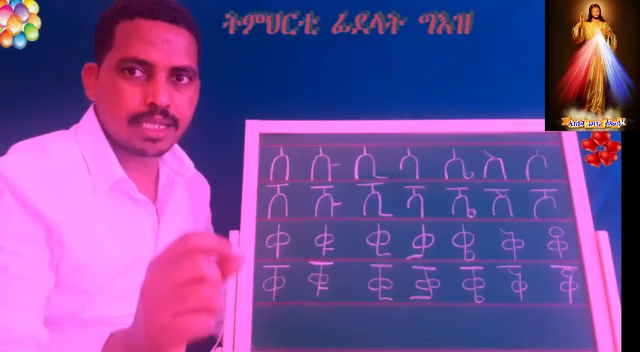 ትምህርቲ ፊደላት ግእዝ
ሰ ሱ ሲ ሳ ሴ ስ ሶ
ሸ ሹ ሺ ሻ ሼ ሽ ሾ
ቀ ቁ ቂ ቃ ቄ ቅ ቆ
ቐ ቑ ቒ ቓ ቔ ቕ ቖ